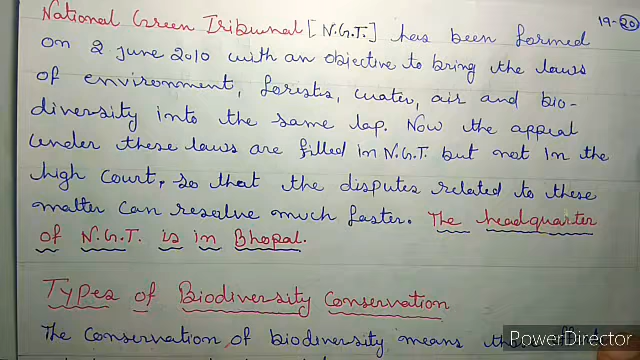 19-20
National Green Tribunal [N.G.T.] has been formed
on 2 June 2010 with an objective to bring the laws
of environment, forests, water, air and bio-
diversity into the same lap. Now the appeal
under these laws are filled in N.G.T. but not in the
high court, so that the disputes related to these
matter can resolve much faster. The headquarter
of N.G.T. is in Bhopal.
Types of Biodiversity Conservation
The conservation of biodiversity means the
PowerDirector